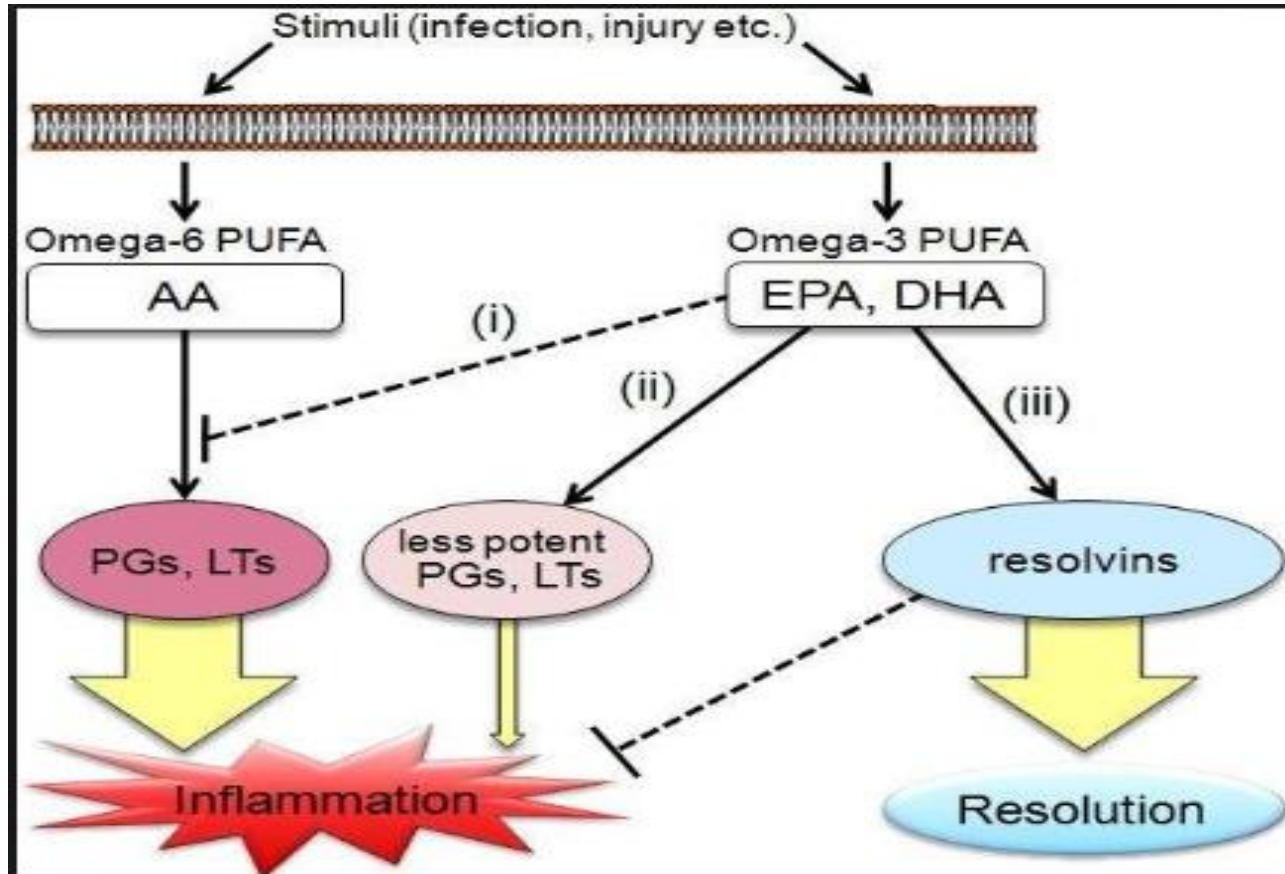 Stimuli (infection, injury etc.)
Omega-6 PUFA
Omega-3 PUFA
AA
EPA, DHA
(i)
(ii)
(iii)
PGs, LTs
less potent
PGs, LTs
resolvins
Inflammation
Resolution